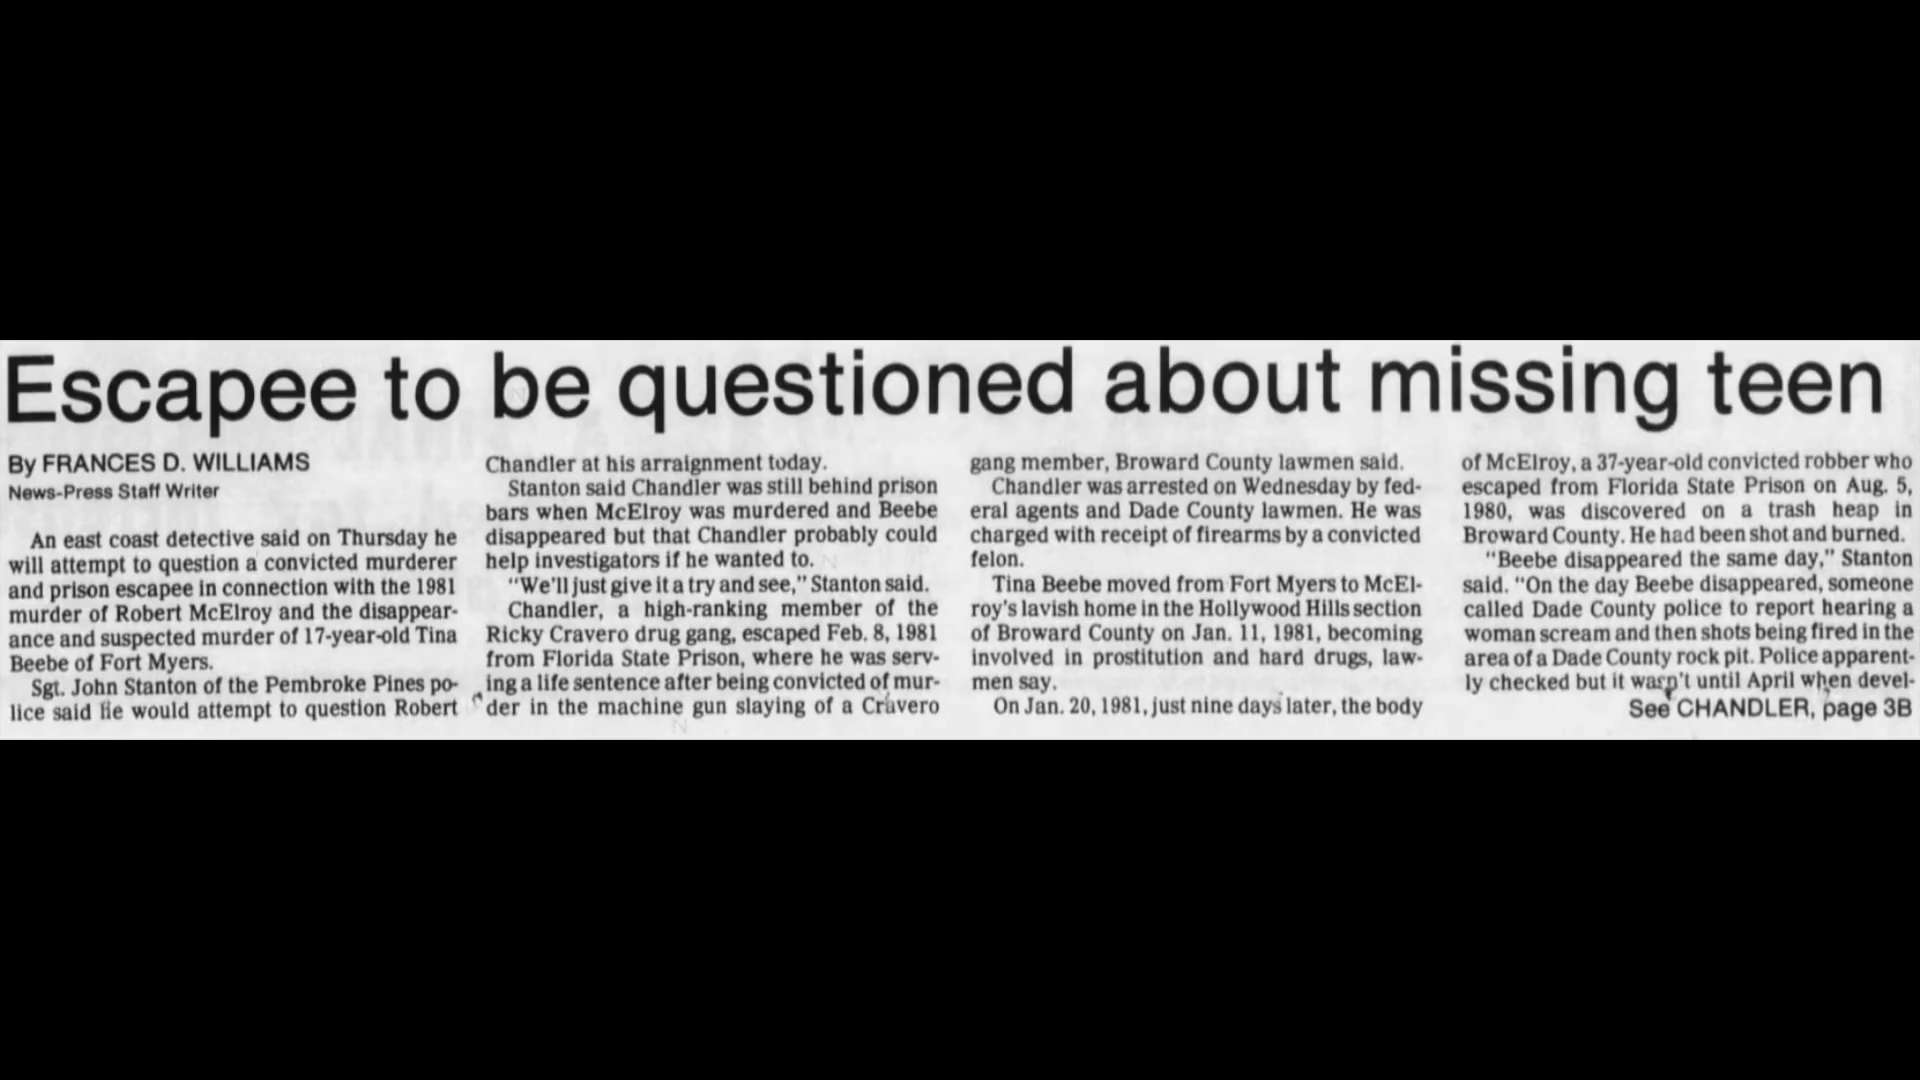 Escapee to be questioned about missing teen
By FRANCES D. WILLIAMS
News-Press Staff Writer
An east coast detective said on Thursday he
will attempt to question a convicted murderer
and prison escapee in connection with the 1981
murder of Robert McElroy and the disappear-
ance and suspected murder of 17-year-old Tina
Beebe of Fort Myers.
Sgt. John Stanton of the Pembroke Pines po-
lice said he would attempt to question Robert
Chandler at his arraignment today.
Stanton said Chandler was still behind prison
bars when McElroy was murdered and Beebe
disappeared but that Chandler probably could
help investigators if he wanted to.
"We'll just give it a try and see," Stanton said.
Chandler, a high-ranking member of the
Ricky Cravero drug gang, escaped Feb. 8, 1981
from Florida State Prison, where he was serv-
ing a life sentence after being convicted of mur-
der in the machine gun slaying of a Cravero
gang member, Broward County lawmen said.
Chandler was arrested on Wednesday by fed-
eral agents and Dade County lawmen. He was
charged with receipt of firearms by a convicted
felon.
Tina Beebe moved from Fort Myers to McEl-
roy's lavish home in the Hollywood Hills section
of Broward County on Jan. 11, 1981, becoming
involved in prostitution and hard drugs, law-
men say.
On Jan. 20, 1981, just nine days later, the body
of McElroy, a 37-year-old convicted robber who
escaped from Florida State Prison on Aug. 5,
1980, was discovered on a trash heap in
Broward County. He had been shot and burned.
"Beebe disappeared the same day," Stanton
said. "On the day Beebe disappeared, someone
called Dade County police to report hearing a
woman scream and then shots being fired in the
area of a Dade County rock pit. Police apparent-
ly checked but it wasn't until April when devel-
See CHANDLER, page 3B